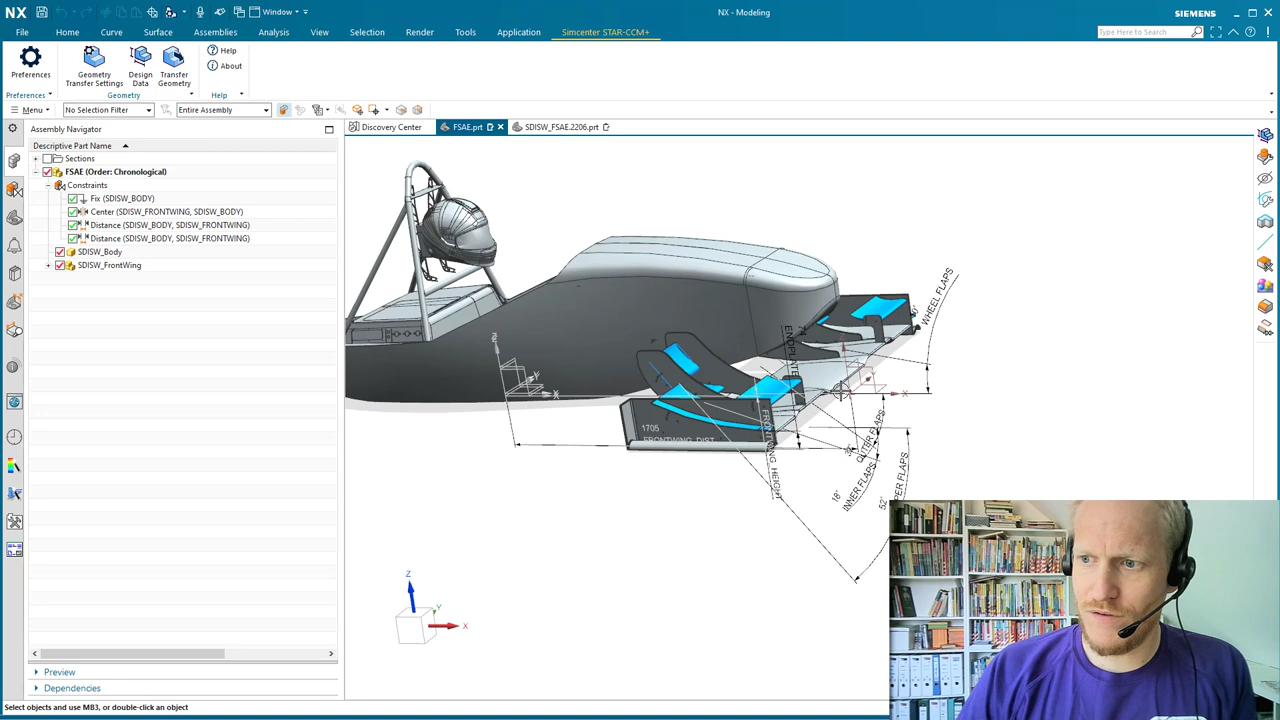 NX
Window
NX - Modeling
SIEMENS
File
Home
Curve
Surface
Assemblies
Analysis
View
Selection
Render
Tools
Application
Simcenter STAR-CCM+
Type Here to Search
Preferences
Geometry
Transfer Settings
Design
Data
Transfer
Geometry
Help
About
Preferences
Geometry
Help
Menu
No Selection Filter
Entire Assembly
Assembly Navigator
Discovery Center
FSAE.prt
SDISW_FSAE.2206.prt
Descriptive Part Name
Sections
FSAE (Order: Chronological)
Constraints
Fix (SDISW_BODY)
Center (SDISW_FRONTWING, SDISW_BODY)
Distance (SDISW_BODY, SDISW_FRONTWING)
Distance (SDISW_BODY, SDISW_FRONTWING)
SDISW_Body
SDISW_FrontWing
WHEEL FLAPS
74
ENDPLATE
1705
FRONTWING_DIST
FRONTWING_HEIGHT
OUTER FLAPS
18°
INNER FLAPS
52°
Y
X
Z
Y
X
Preview
Dependencies
Select objects and use MB3, or double-click an object